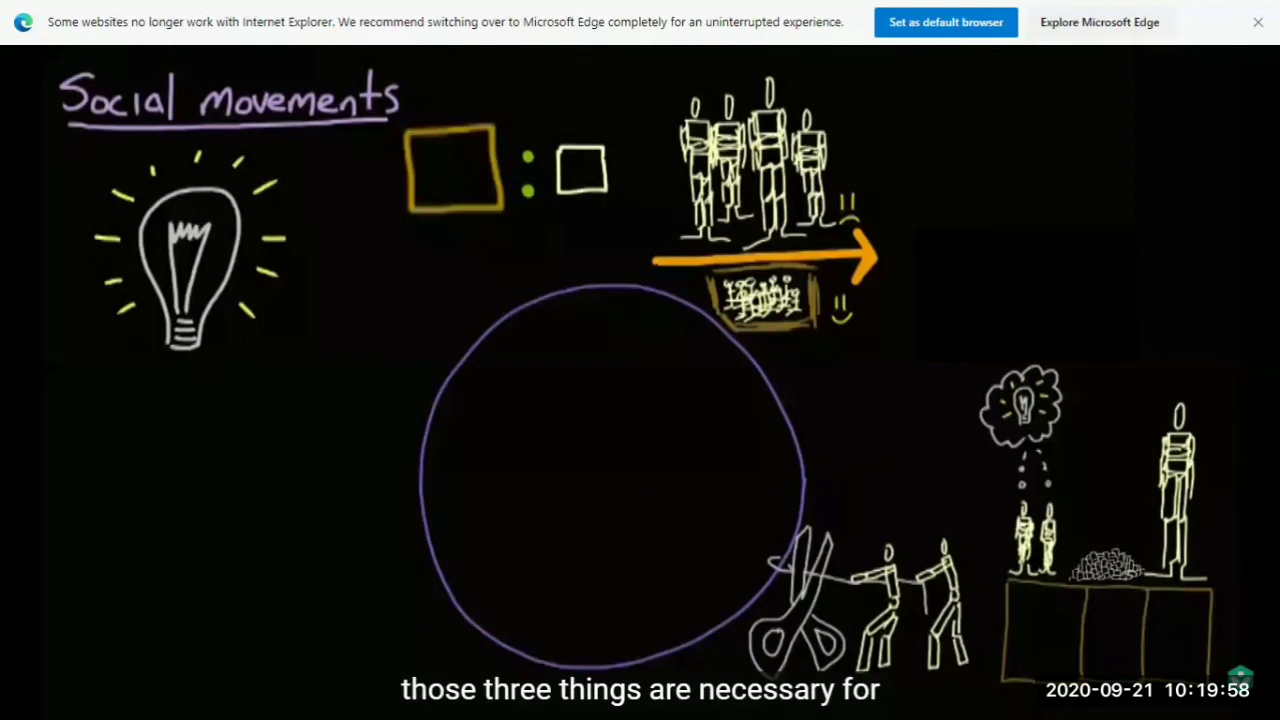 Some websites no longer work with Internet Explorer. We recommend switching over to Microsoft Edge completely for an uninterrupted experience. Set as default browser Explore Microsoft Edge
Social movements
those three things are necessary for
2020-09-21 10:19:58